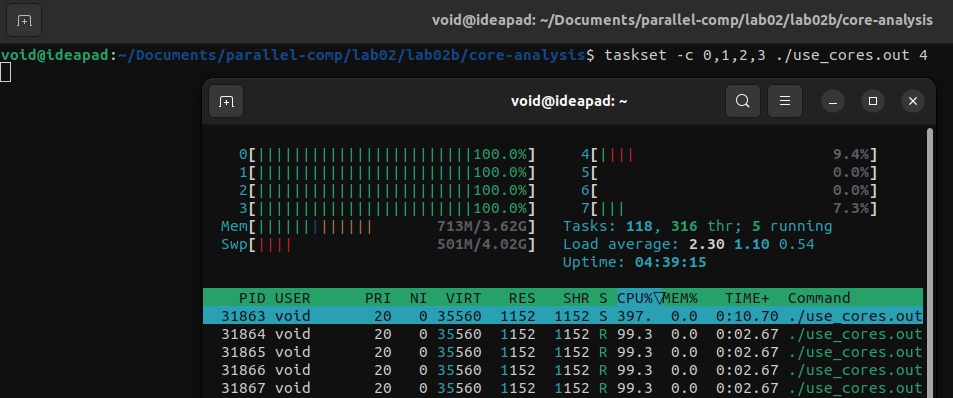 void@ideapad: ~/Documents/parallel-comp/lab02/lab02b/core-analysis
void@ideapad:~/Documents/parallel-comp/lab02/lab02b/core-analysis$ taskset -c 0,1,2,3 ./use_cores.out 4
void@ideapad: ~
0[||||||||||||||||||||||||100.0%] 4[|||| 9.4%]
1[||||||||||||||||||||||||100.0%] 5[ 0.0%]
2[||||||||||||||||||||||||100.0%] 6[ 0.0%]
3[||||||||||||||||||||||||100.0%] 7[||| 7.3%]
Mem[||||||||||||| 713M/3.62G] Tasks: 118, 316 thr; 5 running
Swp[|||| 501M/4.02G] Load average: 2.30 1.10 0.54
Uptime: 04:39:15
PID USER PRI NI VIRT RES SHR S CPU%▽MEM% TIME+ Command
31863 void 20 0 35560 1152 1152 S 397. 0.0 0:10.70 ./use_cores.out
31864 void 20 0 35560 1152 1152 R 99.3 0.0 0:02.67 ./use_cores.out
31865 void 20 0 35560 1152 1152 R 99.3 0.0 0:02.67 ./use_cores.out
31866 void 20 0 35560 1152 1152 R 99.3 0.0 0:02.67 ./use_cores.out
31867 void 20 0 35560 1152 1152 R 99.3 0.0 0:02.67 ./use_cores.out